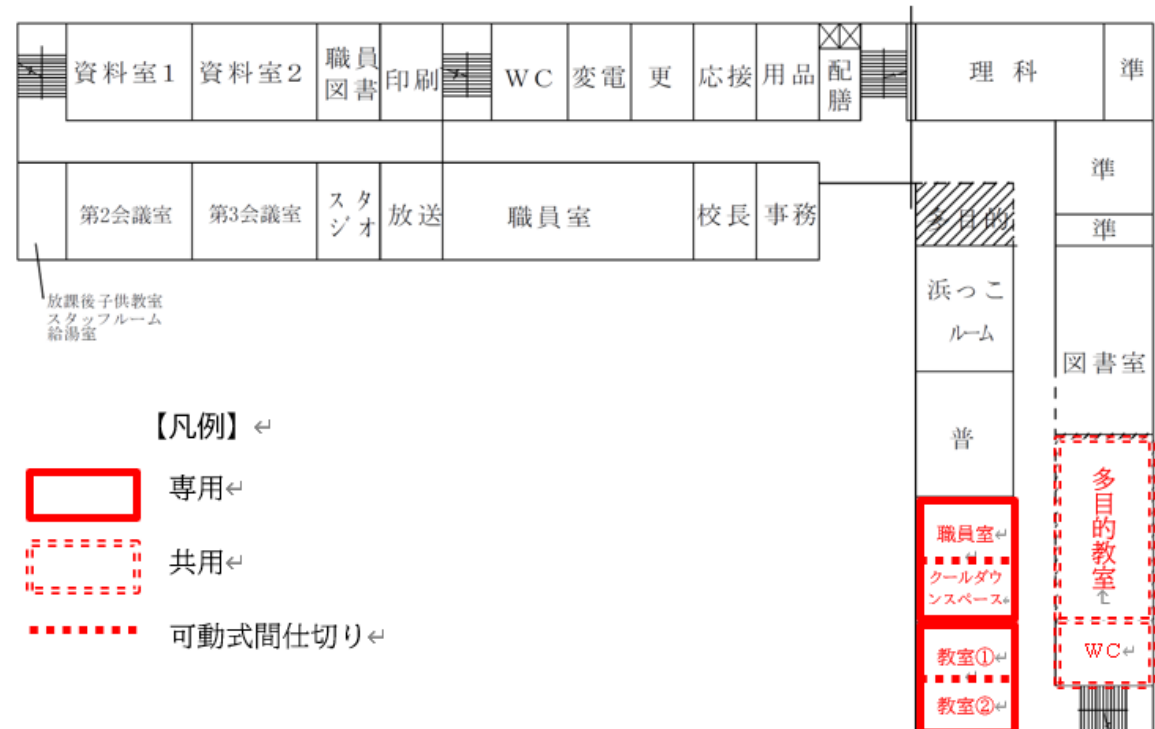 資料室1
資料室2
職員
図書
印刷
WC
変電
更
応接
用品
配
膳
理科
準
準
準
第2会議室
第3会議室
スタ
ジオ
放送
職員室
校長
事務
多目的
放課後子供教室
スタッフルーム
給湯室
浜っこ
ルーム
図書室
普
【凡例】↵
専用↵
共用↵
可動式間仕切り↵
職員室↵
↵
クールダウ
ンスペース↵
教室①↵
↵
教室②↵
多目的教室↵
WC↵